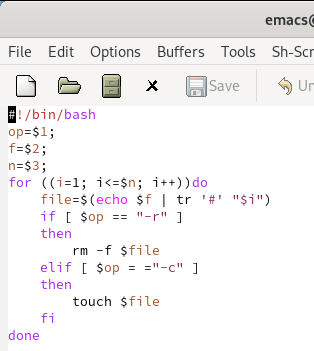 emacs@
File Edit Options Buffers Tools Sh-Scr
Save Un
#!/bin/bash
op=$1;
f=$2;
n=$3;
for ((i=1; i<=$n; i++))do
    file=$(echo $f | tr '#' "$i")
    if [ $op == "-r" ]
    then
        rm -f $file
    elif [ $op = ="-c" ]
    then
        touch $file
    fi
done